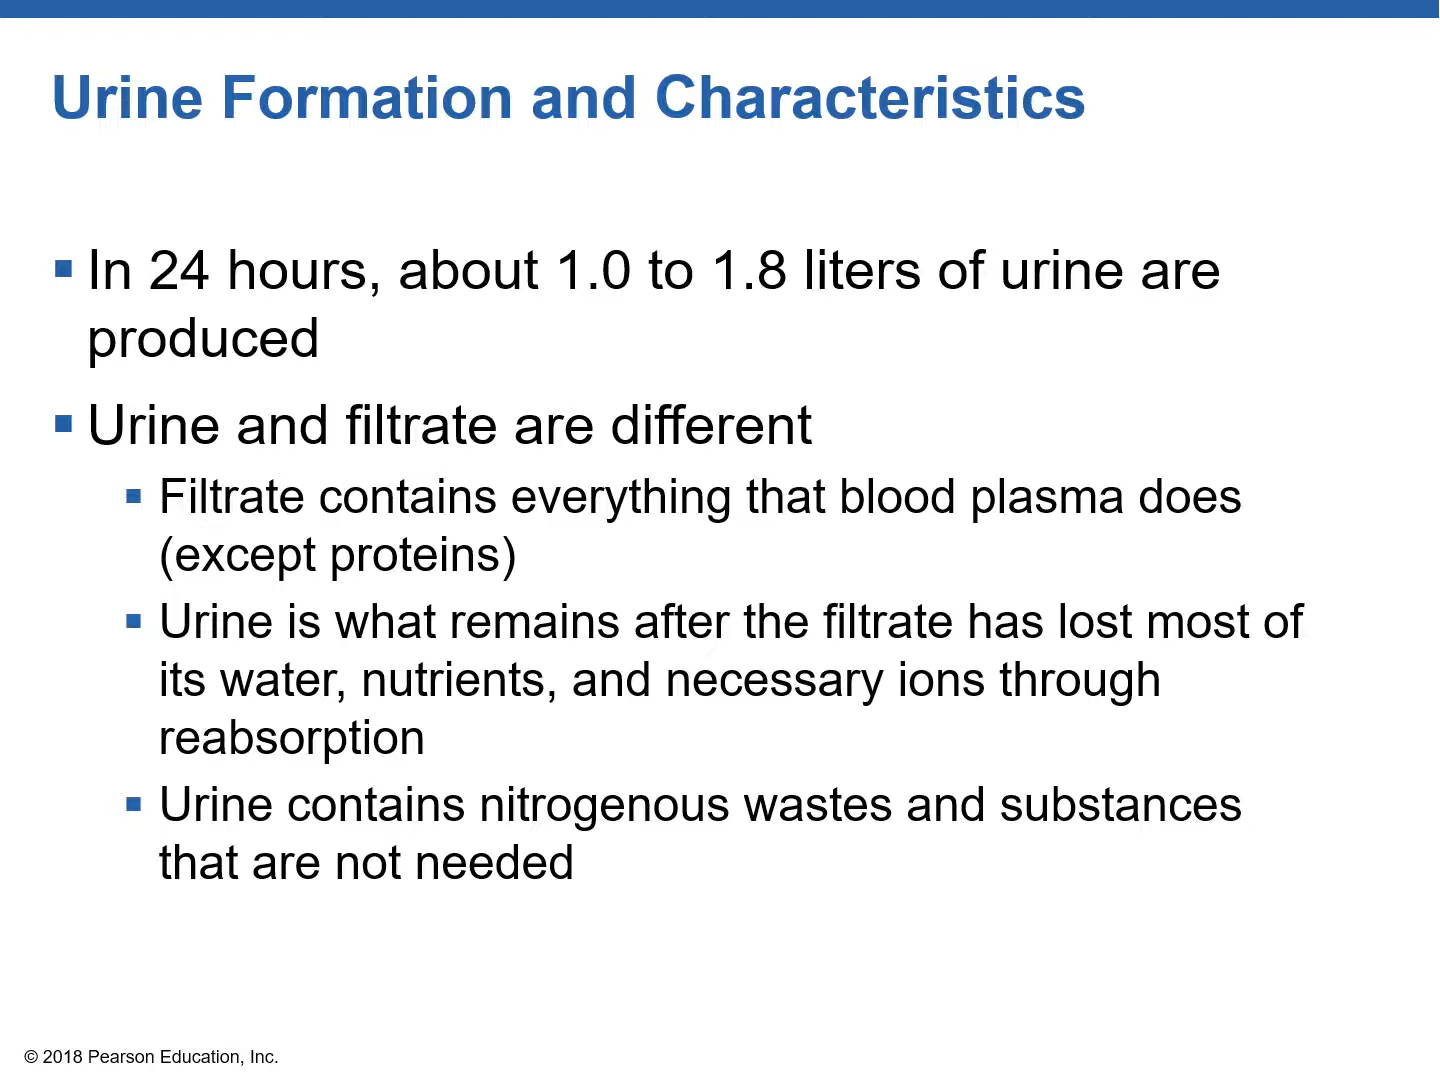 Urine Formation and Characteristics
In 24 hours, about 1.0 to 1.8 liters of urine are
produced
Urine and filtrate are different
Filtrate contains everything that blood plasma does
(except proteins)
Urine is what remains after the filtrate has lost most of
its water, nutrients, and necessary ions through
reabsorption
Urine contains nitrogenous wastes and substances
that are not needed
© 2018 Pearson Education, Inc.